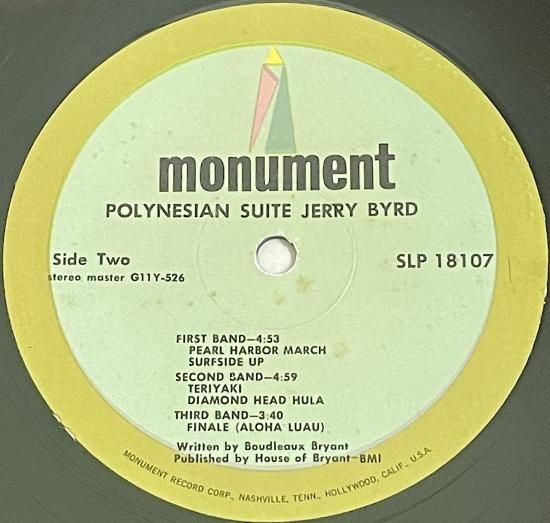 monument
POLYNESIAN SUITE JERRY BYRD
Side Two
SLP 18107
stereo master G11Y-526
FIRST BAND—4:53
PEARL HARBOR MARCH
SURFSIDE UP
SECOND BAND—4:59
TERIYAKI
DIAMOND HEAD HULA
THIRD BAND—3:40
FINALE (ALOHA LUAU)
Written by Boudleaux Bryant
Published by House of Bryant—BMI
MONUMENT RECORD CORP., NASHVILLE, TENN., HOLLYWOOD, CALIF., U.S.A.